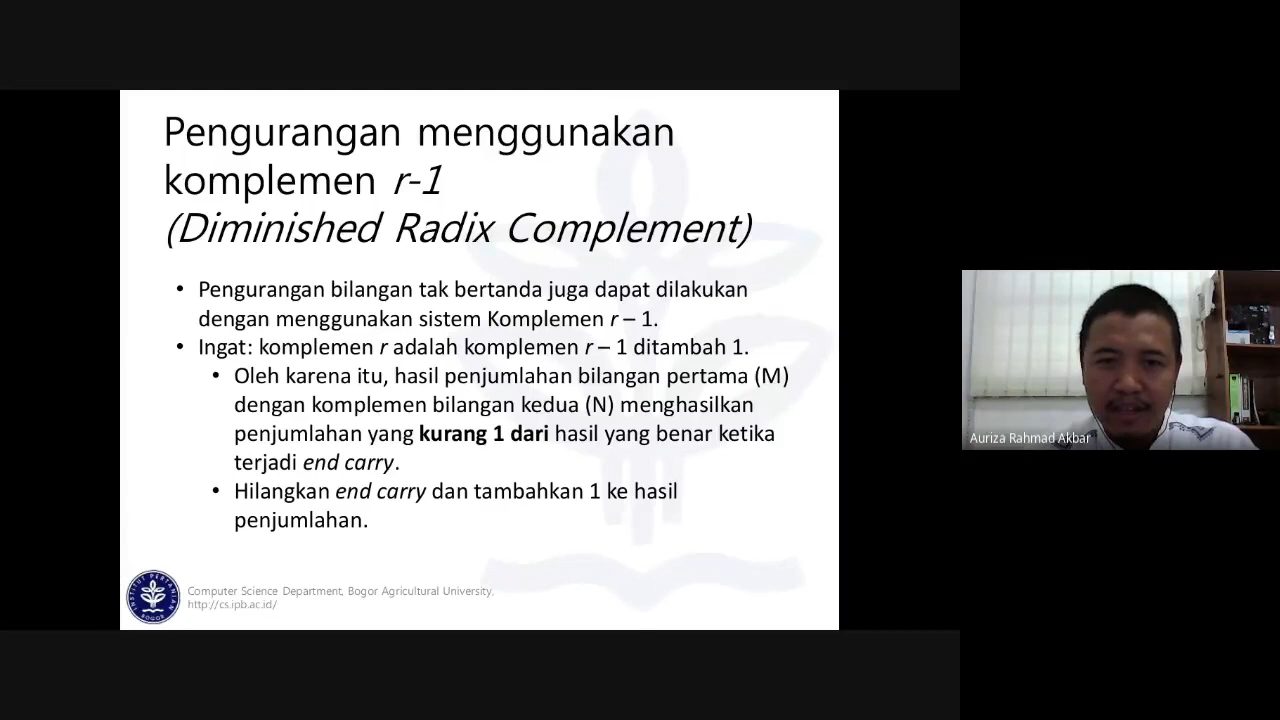 Pengurangan menggunakan
komplemen r-1
(Diminished Radix Complement)
• Pengurangan bilangan tak bertanda juga dapat dilakukan
dengan menggunakan sistem Komplemen r – 1.
• Ingat: komplemen r adalah komplemen r – 1 ditambah 1.
• Oleh karena itu, hasil penjumlahan bilangan pertama (M)
dengan komplemen bilangan kedua (N) menghasilkan
penjumlahan yang kurang 1 dari hasil yang benar ketika
terjadi end carry.
• Hilangkan end carry dan tambahkan 1 ke hasil
penjumlahan.
INSTITUT PERTANIAN
BOGOR
Computer Science Department, Bogor Agricultural University,
http://cs.ipb.ac.id/
Auriza Rahmad Akbar